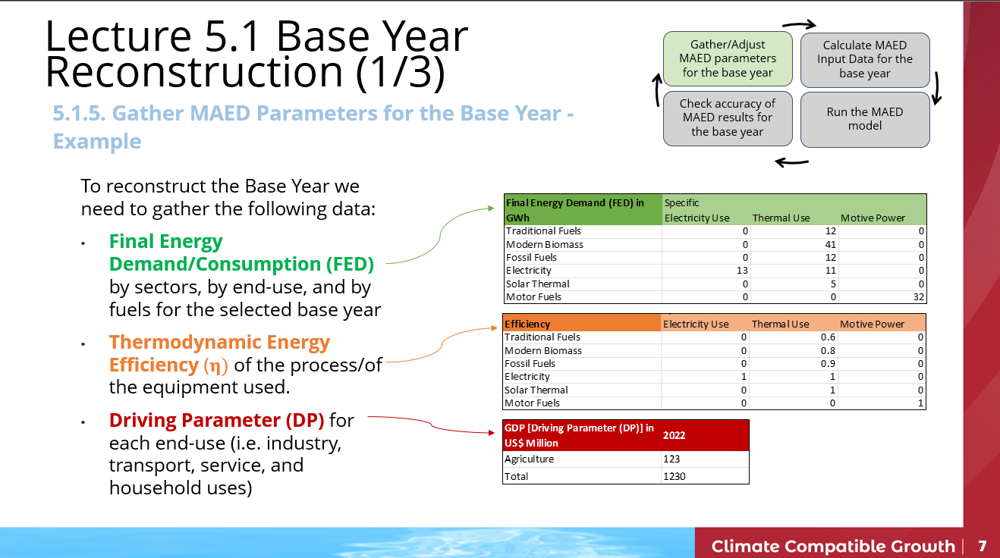 Lecture 5.1 Base Year
Reconstruction (1/3)
5.1.5. Gather MAED Parameters for the Base Year -
Example
Gather/Adjust
MAED parameters
for the base year
Calculate MAED
Input Data for the
base year
Check accuracy of
MAED results for
the base year
Run the MAED
model
To reconstruct the Base Year we
need to gather the following data:
• Final Energy
Demand/Consumption (FED)
by sectors, by end-use, and by
fuels for the selected base year
• Thermodynamic Energy
Efficiency (η) of the process/of
the equipment used.
• Driving Parameter (DP) for
each end-use (i.e. industry,
transport, service, and
household uses)
Final Energy Demand (FED) in
GWh
Specific
Electricity Use Thermal Use Motive Power
Traditional Fuels 0 12 0
Modern Biomass 0 41 0
Fossil Fuels 0 12 0
Electricity 13 11 0
Solar Thermal 0 5 0
Motor Fuels 0 0 32
Efficiency Electricity Use Thermal Use Motive Power
Traditional Fuels 0 0.6 0
Modern Biomass 0 0.8 0
Fossil Fuels 0 0.9 0
Electricity 1 1 0
Solar Thermal 0 1 0
Motor Fuels 0 0 1
GDP [Driving Parameter (DP)] in
US$ Million
2022
Agriculture 123
Total 1230
Climate Compatible Growth | 7